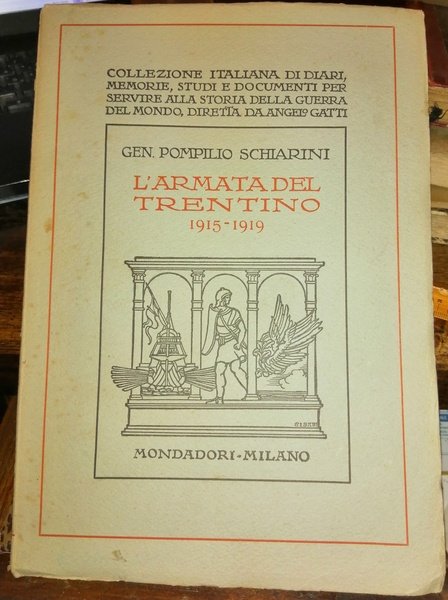 COLLEZIONE ITALIANA DI DIARI,
MEMORIE, STUDI E DOCUMENTI PER
SERVIRE ALLA STORIA DELLA GUERRA
DEL MONDO, DIRETTA DA ANGELO GATTI
GEN. POMPILIO SCHIARINI
L'ARMATA DEL
TRENTINO
1915-1919
MONDADORI-MILANO